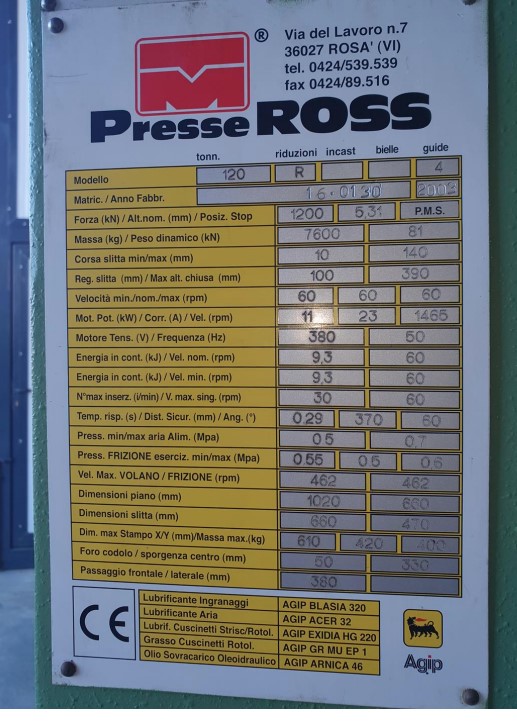 ®
Via del Lavoro n.7
36027 ROSA' (VI)
tel. 0424/539.539
fax 0424/89.516
Presse ROSS
tonn. riduzioni incast bielle guide
Modello 120 R 4
Matric. / Anno Fabbr. 16·0130 2003
Forza (kN) / Alt.nom. (mm) / Posiz. Stop 1200 5,31 P.M.S.
Massa (kg) / Peso dinamico (kN) 7600 81
Corsa slitta min/max (mm) 10 140
Reg. slitta (mm) / Max alt. chiusa (mm) 100 390
Velocità min./nom./max (rpm) 60 60 60
Mot. Pot. (kW) / Corr. (A) / Vel. (rpm) 11 23 1465
Motore Tens. (V) / Frequenza (Hz) 380 50
Energia in cont. (kJ) / Vel. nom. (rpm) 9,3 60
Energia in cont. (kJ) / Vel. min. (rpm) 9,3 60
N°max inserz. (i/min) / V. max. sing. (rpm) 30 60
Temp. risp. (s) / Dist. Sicur. (mm) / Ang. (°) 0,29 370 60
Press. min/max aria Alim. (Mpa) 0,5 0,7
Press. FRIZIONE eserciz. min/max (Mpa) 0,55 0,5 0,6
Vel. Max. VOLANO / FRIZIONE (rpm) 462 462
Dimensioni piano (mm) 1020 660
Dimensioni slitta (mm) 660 470
Dim. max Stampo X/Y (mm)/Massa max.(kg) 610 420 400
Foro codolo / sporgenza centro (mm) 50 330
Passaggio frontale / laterale (mm) 380
CE
Lubrificante Ingranaggi AGIP BLASIA 320
Lubrificante Aria AGIP ACER 32
Lubrif. Cuscinetti Strisc/Rotol. AGIP EXIDIA HG 220
Grasso Cuscinetti Rotol. AGIP GR MU EP 1
Olio Sovracarico Oleoidraulico AGIP ARNICA 46
Agip